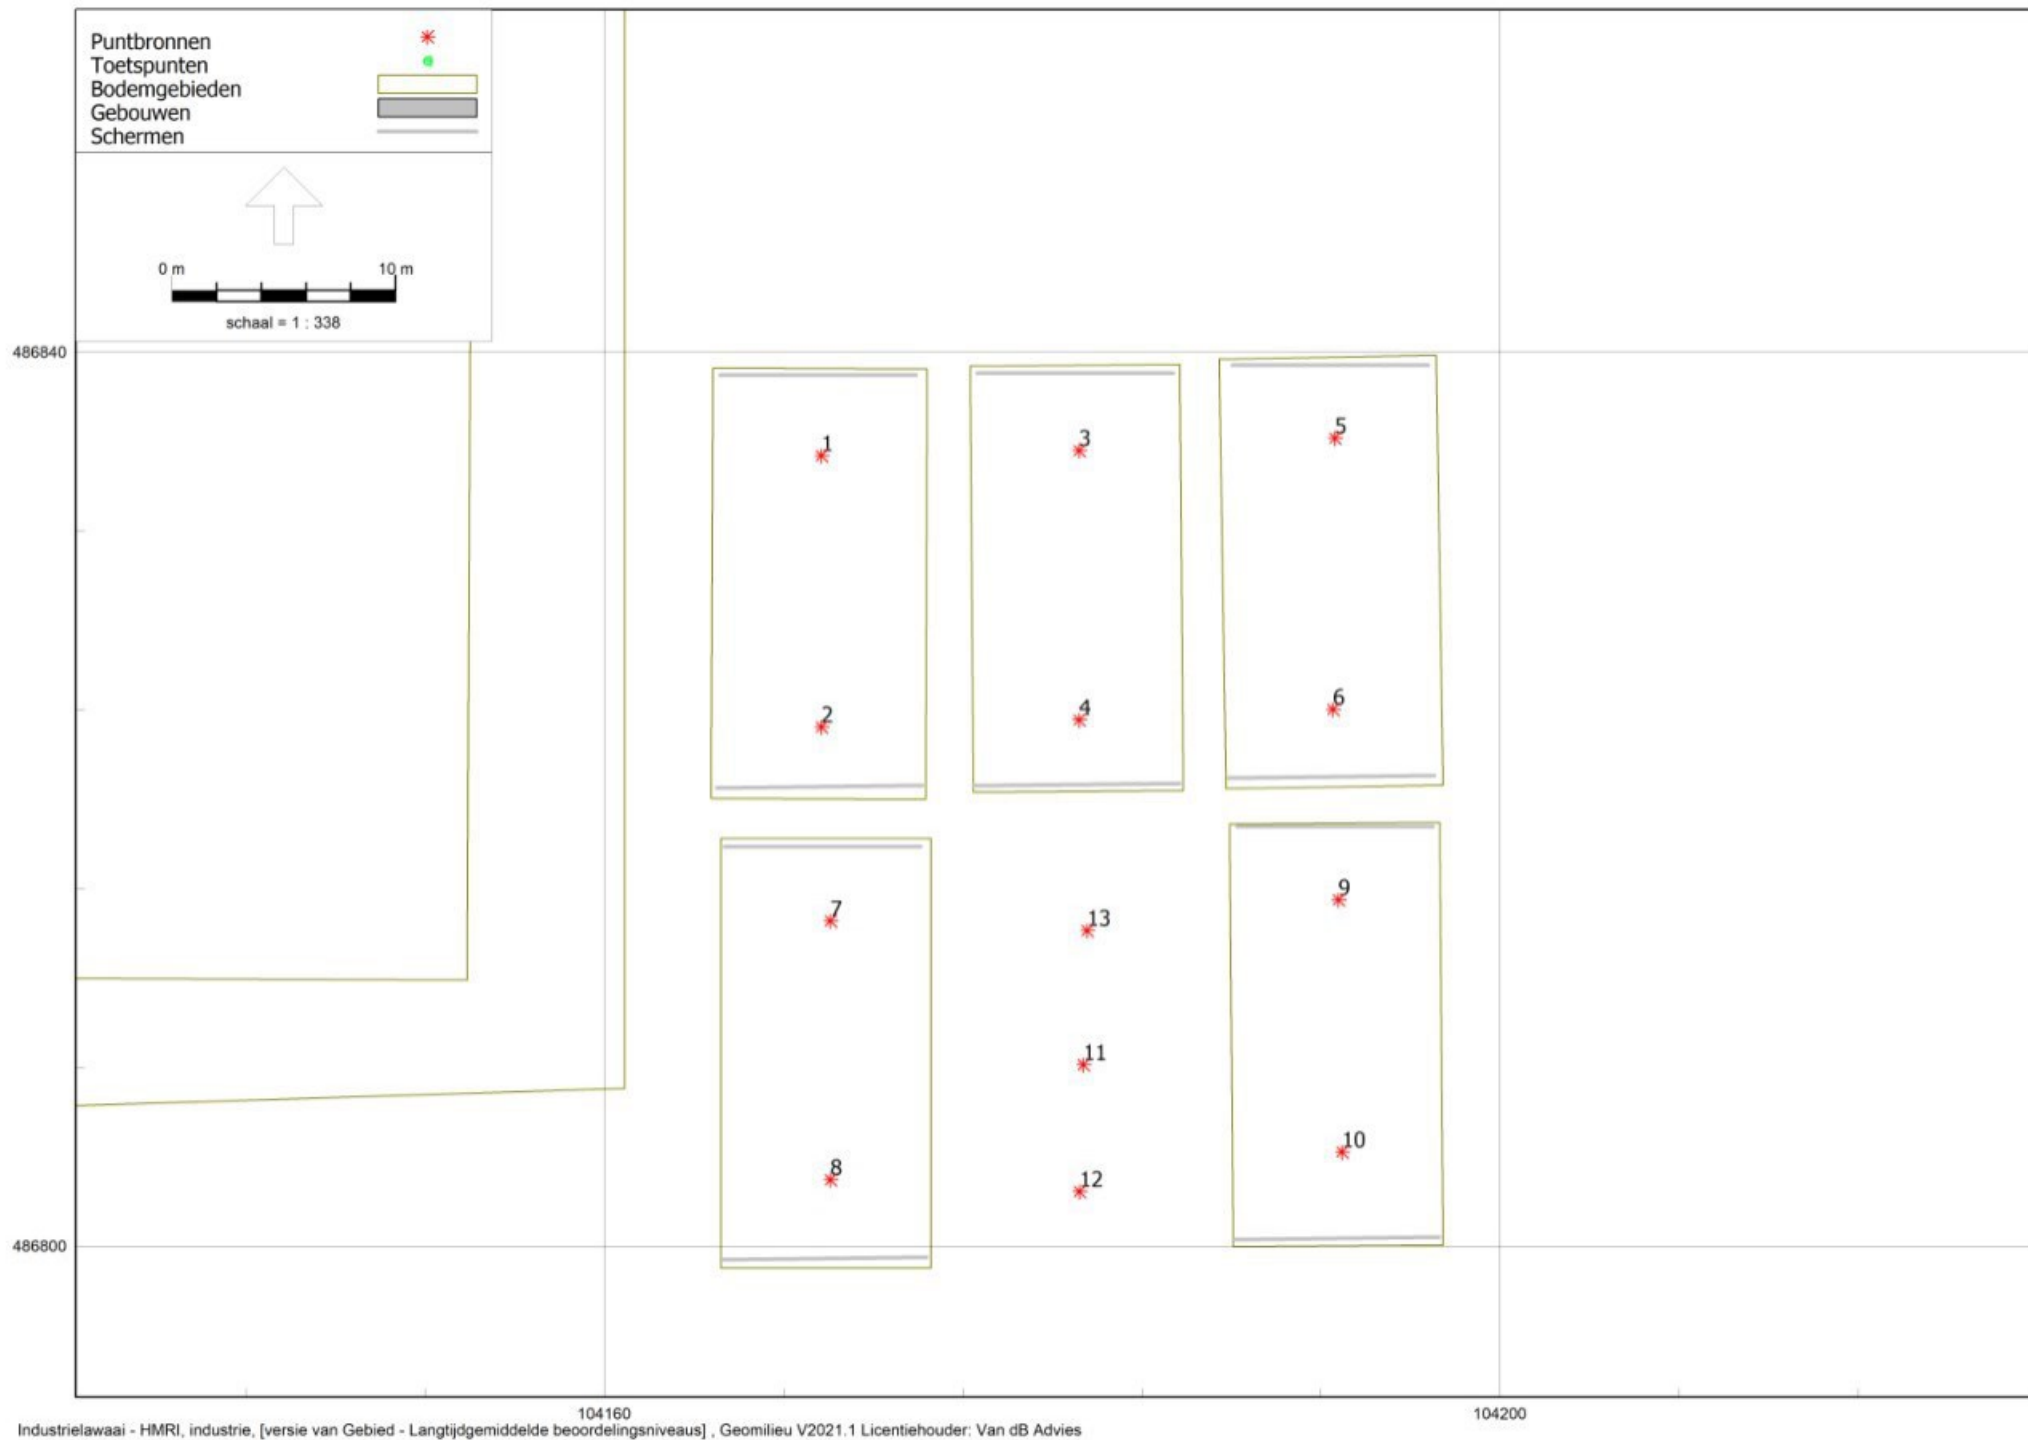 Puntbronnen
Toetspunten
Bodemgebieden
Gebouwen
Schermen
0 m 10 m
schaal = 1 : 338
486840
1 3 5
2 4 6
7 13 9
11
8 12 10
486800
104160 104200
Industrielawaai - HMRI, industrie, [versie van Gebied - Langtijdgemiddelde beoordelingsniveaus] , Geomilieu V2021.1 Licentiehouder: Van dB Advies